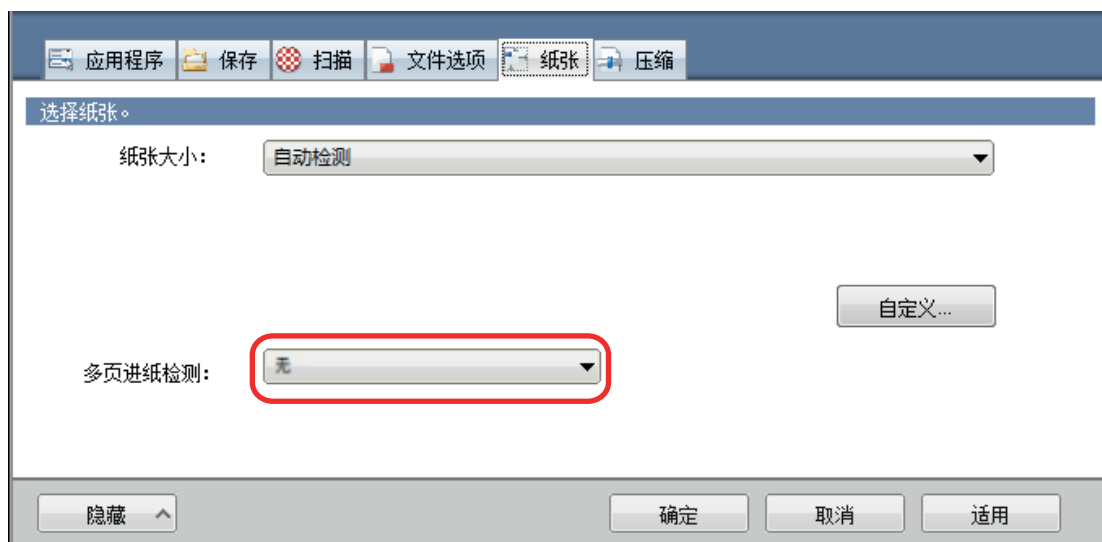 应用程序 保存 扫描 文件选项 纸张 压缩
选择纸张。
纸张大小： 自动检测
自定义...
多页进纸检测： 无
隐藏 确定 取消 适用